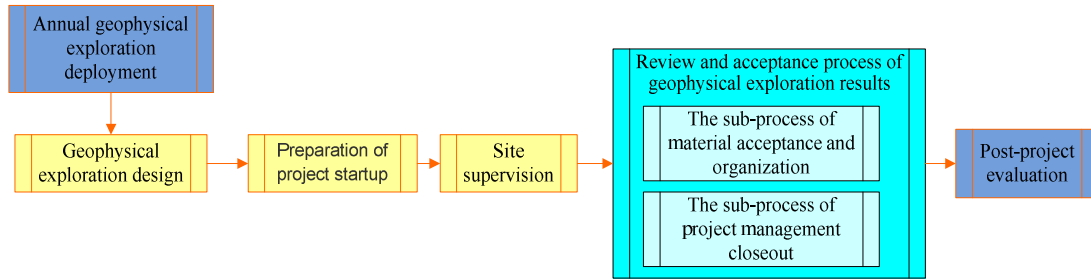 Annual geophysical
exploration
deployment
Geophysical
exploration design
Preparation of
project startup
Site
supervision
Review and acceptance process of
geophysical exploration results
The sub-process of
material acceptance and
organization
The sub-process of
project management
closeout
Post-project
evaluation